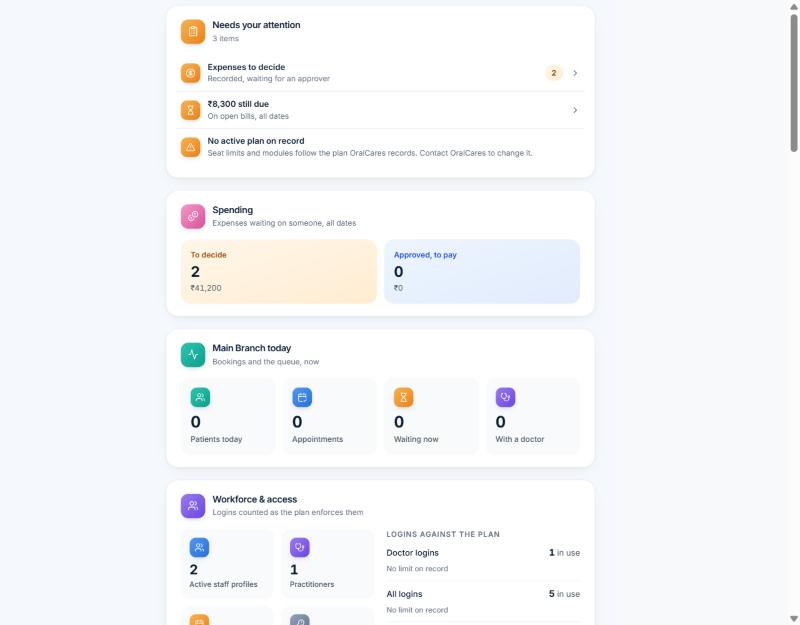 Needs your attention
3 items
Expenses to decide
Recorded, waiting for an approver
2
₹8,300 still due
On open bills, all dates
No active plan on record
Seat limits and modules follow the plan OralCares records. Contact OralCares to change it.
Spending
Expenses waiting on someone, all dates
To decide
2
₹41,200
Approved, to pay
0
₹0
Main Branch today
Bookings and the queue, now
0
Patients today
0
Appointments
0
Waiting now
0
With a doctor
Workforce & access
Logins counted as the plan enforces them
2
Active staff profiles
1
Practitioners
LOGINS AGAINST THE PLAN
Doctor logins
1 in use
No limit on record
All logins
5 in use
No limit on record